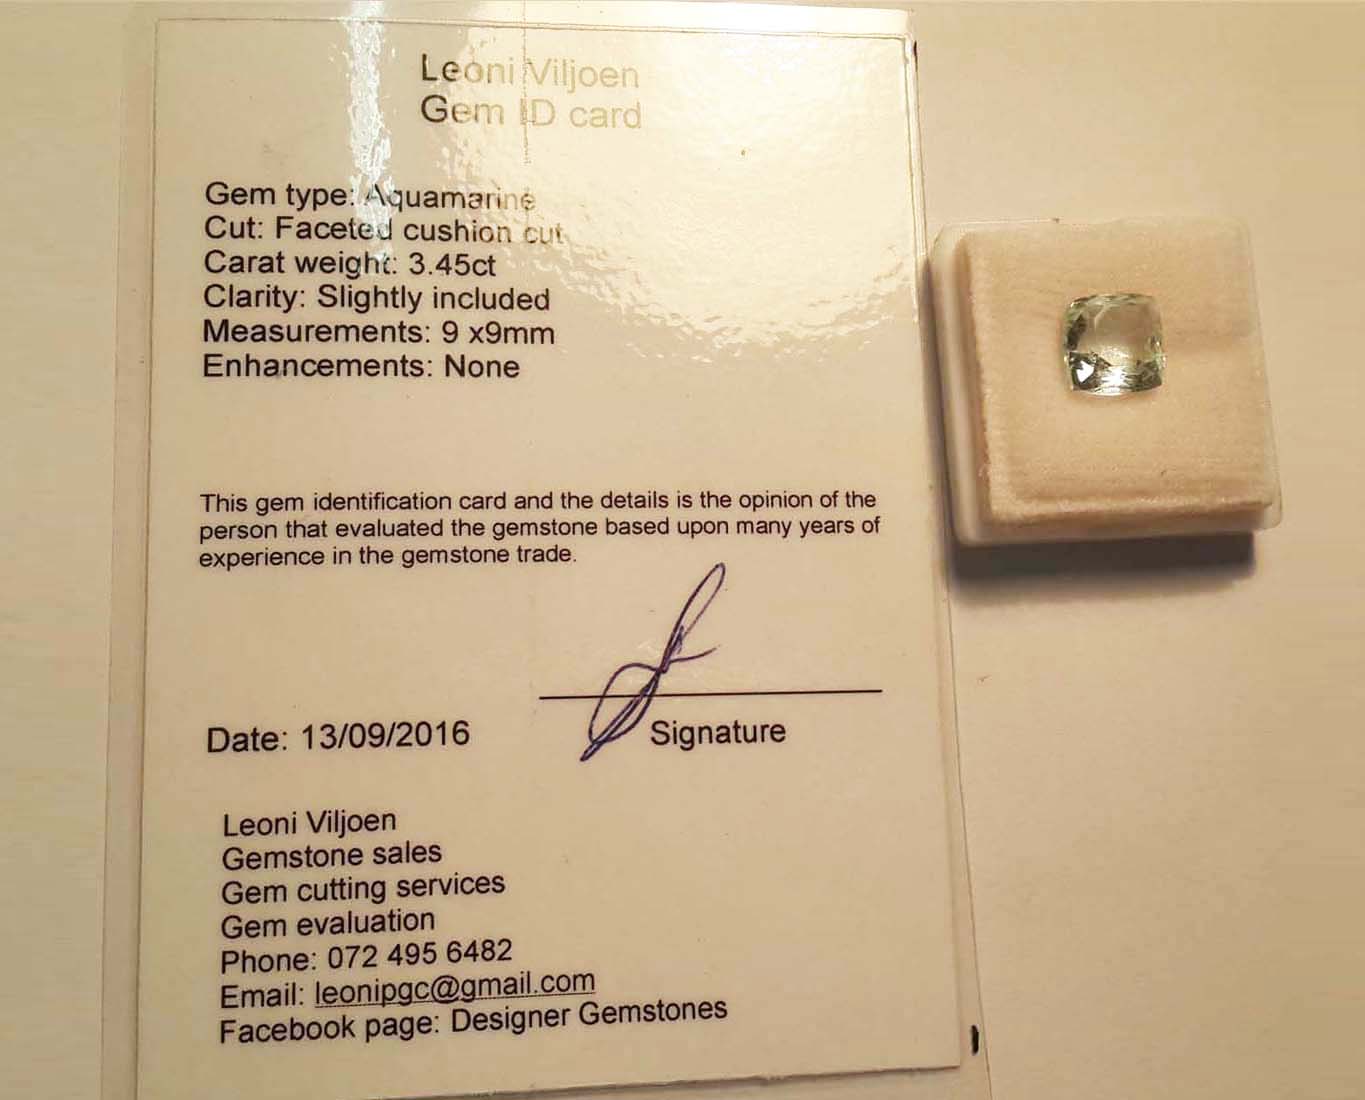 Leoni Viljoen
Gem ID card
Gem type: Aquamarine
Cut: Faceted cushion cut
Carat weight: 3.45ct
Clarity: Slightly included
Measurements: 9 x9mm
Enhancements: None
This gem identification card and the details is the opinion of the
person that evaluated the gemstone based upon many years of
experience in the gemstone trade.
Date: 13/09/2016
Signature
Leoni Viljoen
Gemstone sales
Gem cutting services
Gem evaluation
Phone: 072 495 6482
Email: leonipgc@gmail.com
Facebook page: Designer Gemstones